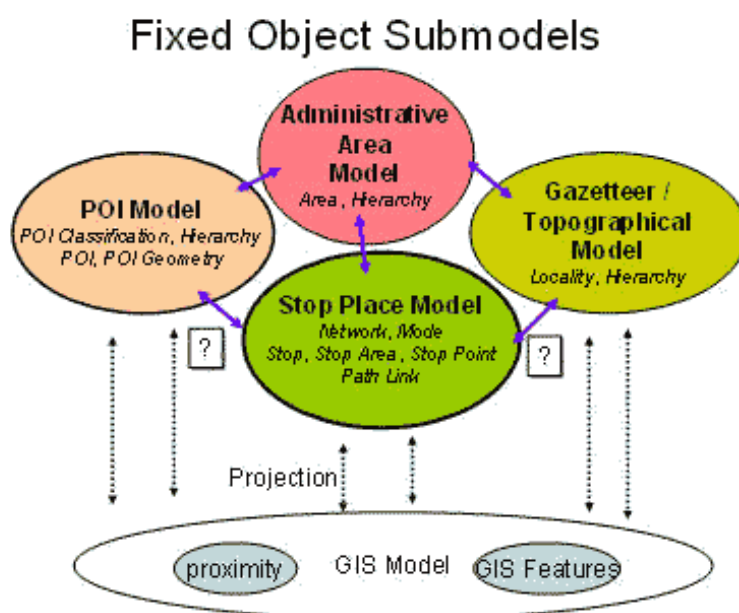 Fixed Object Submodels
Administrative
Area
Model
Area, Hierarchy
POI Model
POI Classification, Hierarchy
POI, POI Geometry
Gazetteer /
Topographical
Model
Locality, Hierarchy
Stop Place Model
Network, Mode
Stop, Stop Area, Stop Point
Path Link
?
?
Projection
proximity
GIS Model
GIS Features